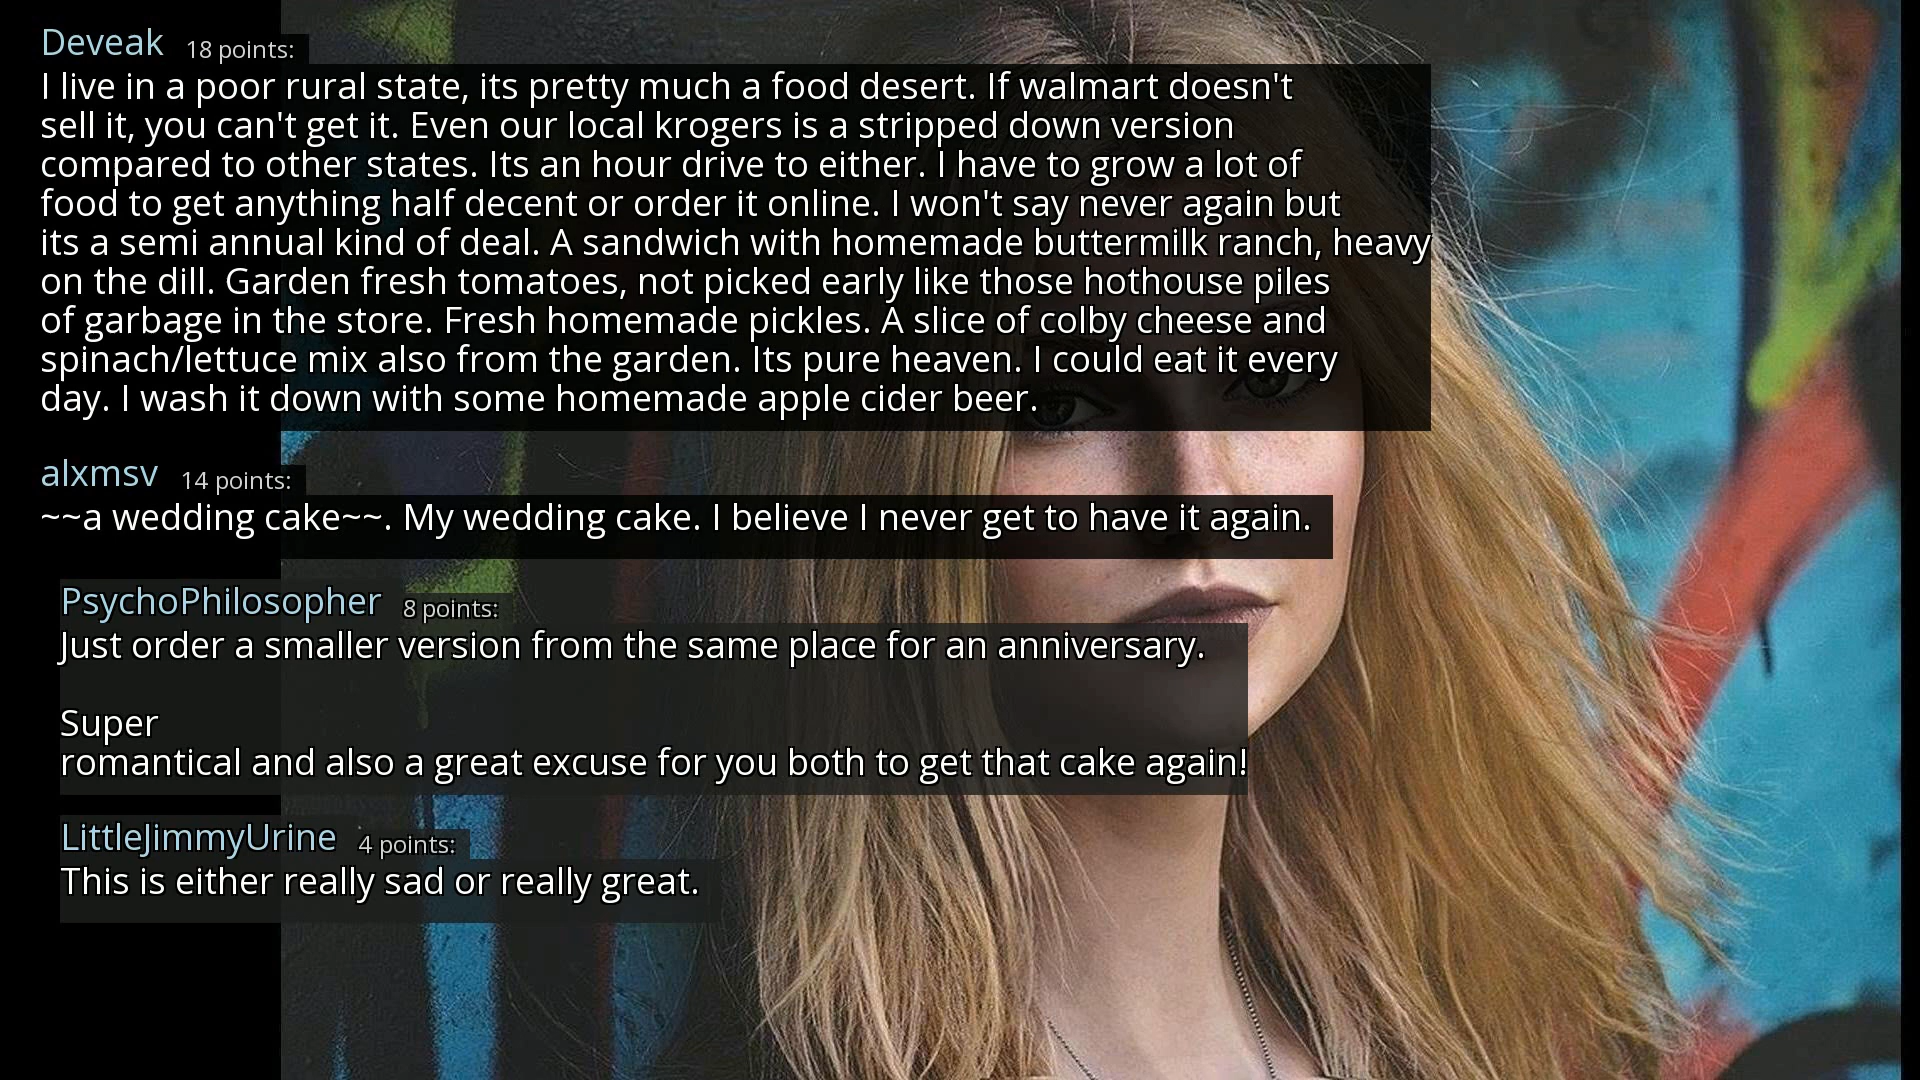 Deveak 18 points:
I live in a poor rural state, its pretty much a food desert. If walmart doesn't
sell it, you can't get it. Even our local krogers is a stripped down version
compared to other states. Its an hour drive to either. I have to grow a lot of
food to get anything half decent or order it online. I won't say never again but
its a semi annual kind of deal. A sandwich with homemade buttermilk ranch, heavy
on the dill. Garden fresh tomatoes, not picked early like those hothouse piles
of garbage in the store. Fresh homemade pickles. A slice of colby cheese and
spinach/lettuce mix also from the garden. Its pure heaven. I could eat it every
day. I wash it down with some homemade apple cider beer.
alxmsv 14 points:
~~a wedding cake~~. My wedding cake. I believe I never get to have it again.
PsychoPhilosopher 8 points:
Just order a smaller version from the same place for an anniversary.
Super
romantical and also a great excuse for you both to get that cake again!
LittleJimmyUrine 4 points:
This is either really sad or really great.